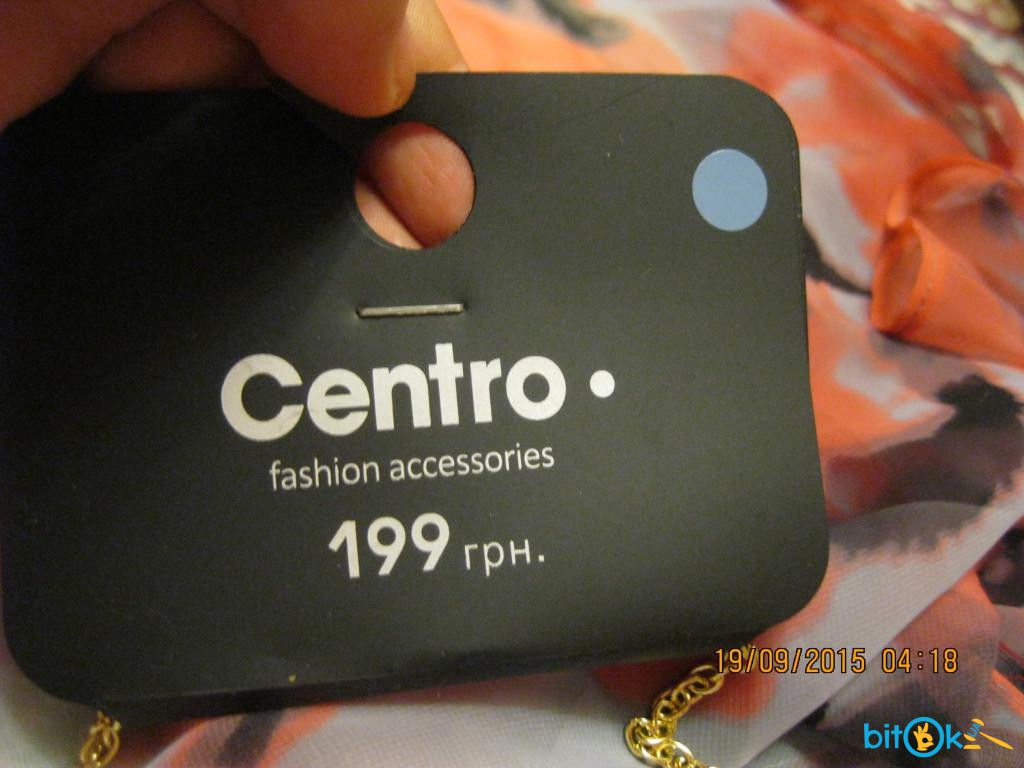 Centro
fashion accessories
199 грн.
19/09/2015 04:18
bitOk